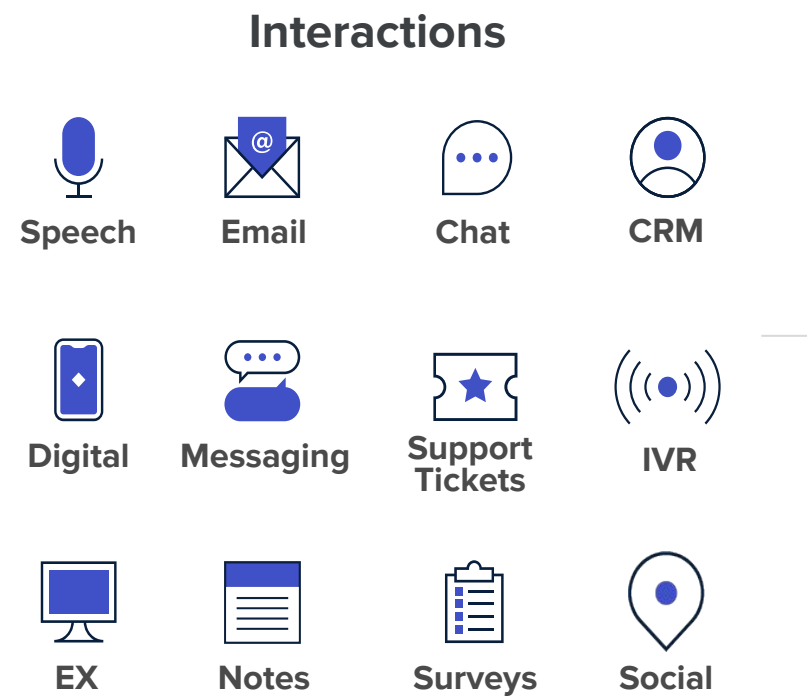 Interactions
@
Speech
Email
Chat
CRM
Digital
Messaging
Support
Tickets
IVR
EX
Notes
Surveys
Social